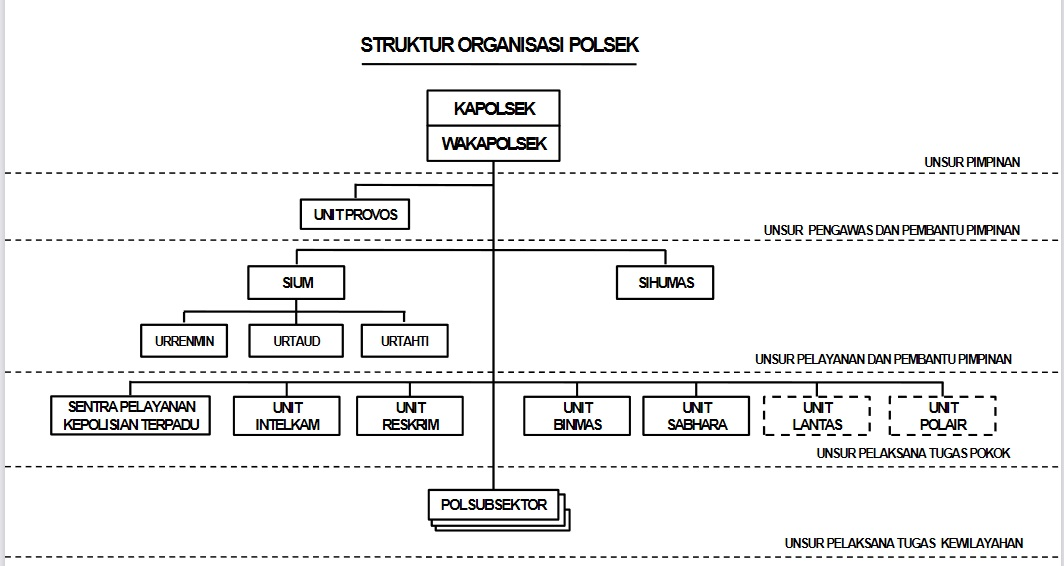 STRUKTUR ORGANISASI POLSEK
KAPOLSEK
WAKAPOLSEK
UNSUR PIMPINAN
UNIT PROVOS
UNSUR PENGAWAS DAN PEMBANTU PIMPINAN
SIUM
SIHUMAS
URRENMIN
URTAUD
URTAHTI
UNSUR PELAYANAN DAN PEMBANTU PIMPINAN
SENTRA PELAYANAN
KEPOLISIAN TERPADU
UNIT
INTELKAM
UNIT
RESKRIM
UNIT
BINMAS
UNIT
SABHARA
UNIT
LANTAS
UNIT
POLAIR
UNSUR PELAKSANA TUGAS POKOK
POLSUBSEKTOR
UNSUR PELAKSANA TUGAS KEWILAYAHAN